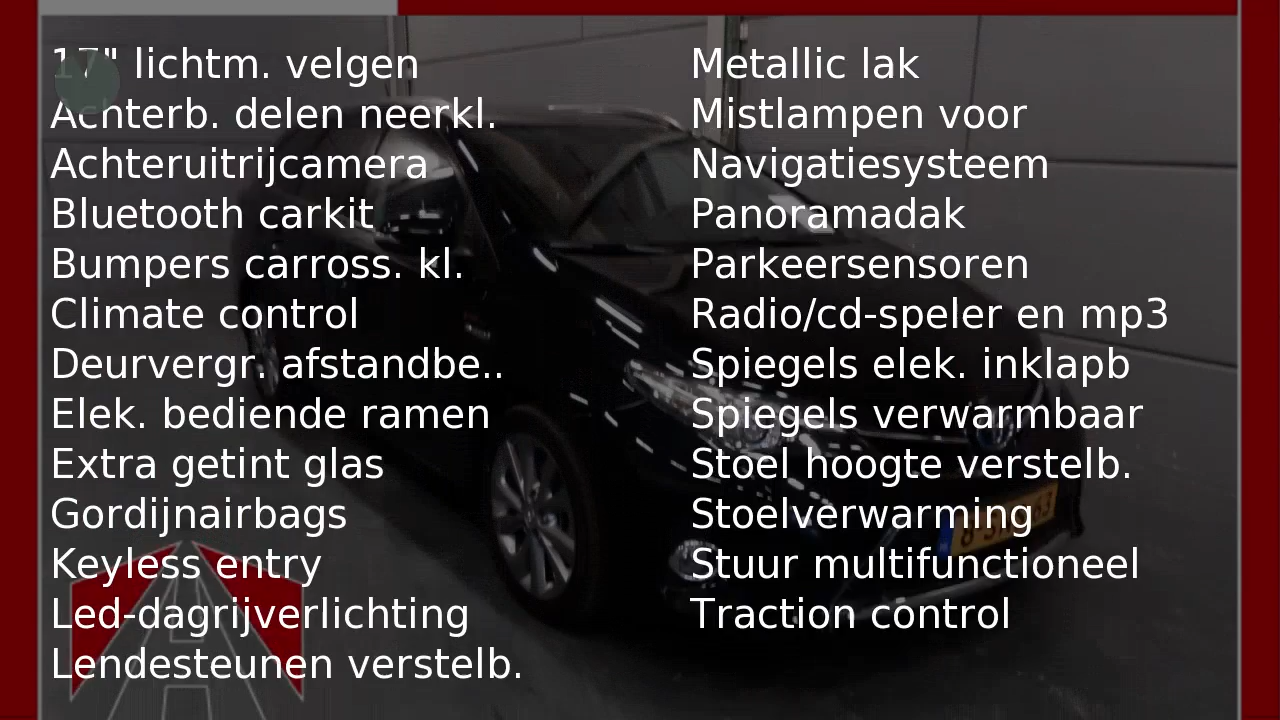 17" lichtm. velgen
Achterb. delen neerkl.
Achteruitrijcamera
Bluetooth carkit
Bumpers carross. kl.
Climate control
Deurvergr. afstandbe..
Elek. bediende ramen
Extra getint glas
Gordijnairbags
Keyless entry
Led-dagrijverlichting
Lendesteunen verstelb.
Metallic lak
Mistlampen voor
Navigatiesysteem
Panoramadak
Parkeersensoren
Radio/cd-speler en mp3
Spiegels elek. inklapb
Spiegels verwarmbaar
Stoel hoogte verstelb.
Stoelverwarming
Stuur multifunctioneel
Traction control